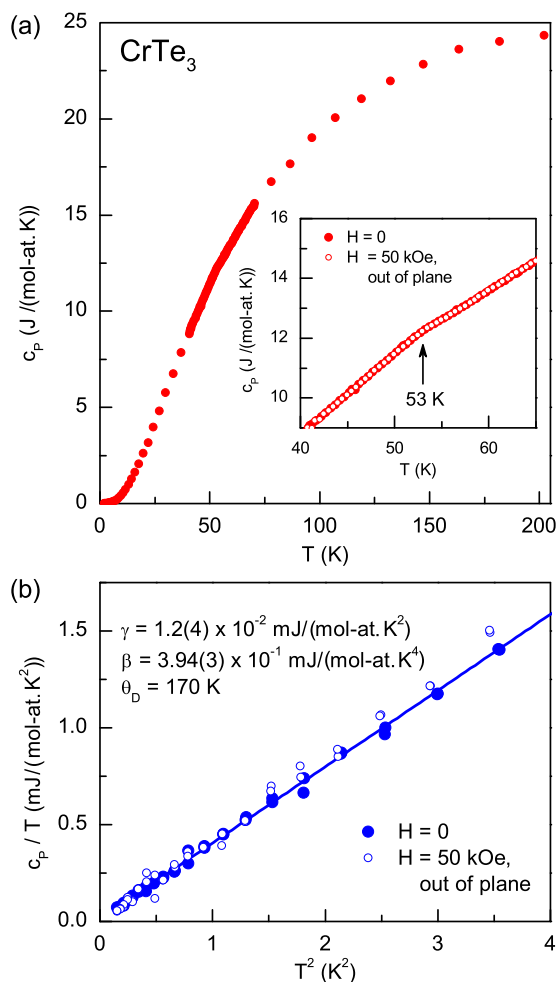 (a)
CrTe3
25
20
15
10
5
0
cP (J /(mol-at.K))
50
100
150
200
T (K)
16
14
12
10
cP (J /(mol-at.K))
H = 0
H = 50 kOe,
out of plane
53 K
40
50
60
T (K)
(b)
γ = 1.2(4) x 10⁻² mJ/(mol-at.K²)
β = 3.94(3) x 10⁻¹ mJ/(mol-at.K⁴)
θD = 170 K
1.5
1.0
0.5
0.0
cP / T (mJ/(mol-at.K²))
H = 0
H = 50 kOe,
out of plane
0
1
2
3
4
T² (K²)